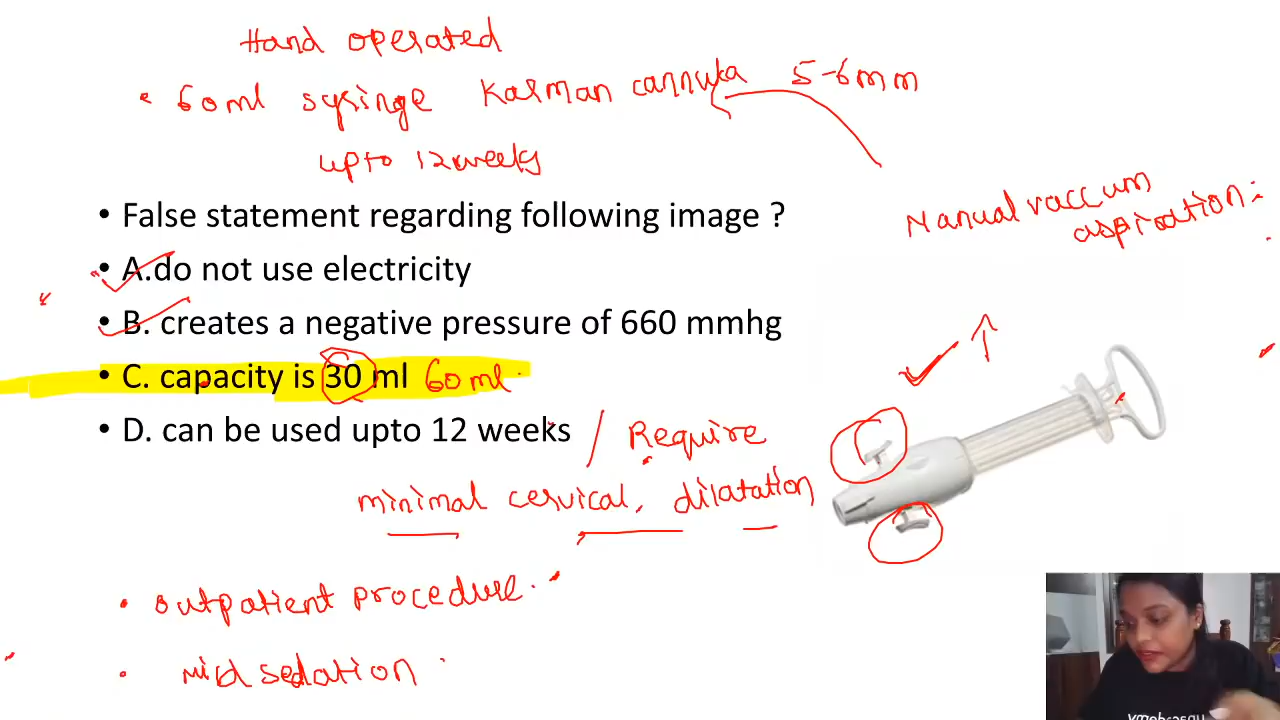 Hand operated
• 60ml syringe Karman cannula 5-6mm
upto 12weeks
Manual vaccum
aspiration:
• False statement regarding following image ?
• A.do not use electricity
• B. creates a negative pressure of 660 mmhg
• C. capacity is 30 ml 60ml.
• D. can be used upto 12 weeks / Require
minimal cervical, dilatation
• outpatient procedure.
• mild sedation